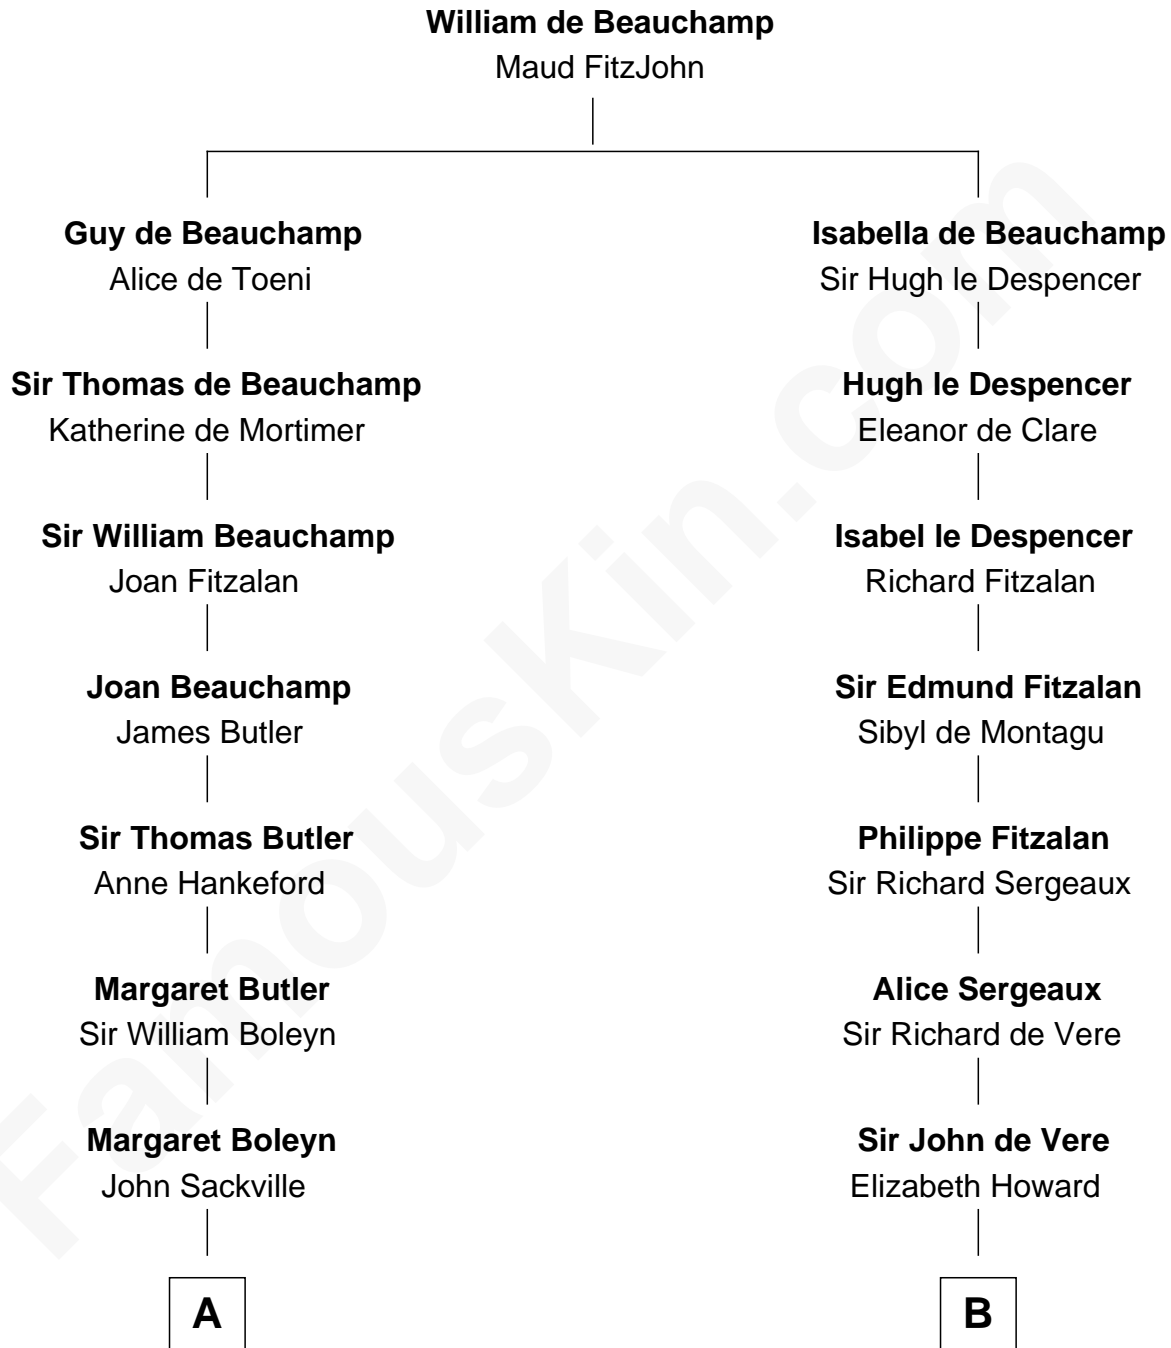 William de Beauchamp
Maud FitzJohn
Guy de Beauchamp
Alice de Toeni
Sir Thomas de Beauchamp
Katherine de Mortimer
Sir William Beauchamp
Joan Fitzalan
Joan Beauchamp
James Butler
Sir Thomas Butler
Anne Hankeford
Margaret Butler
Sir William Boleyn
Margaret Boleyn
John Sackville
A
Isabella de Beauchamp
Sir Hugh le Despencer
Hugh le Despencer
Eleanor de Clare
Isabel le Despencer
Richard Fitzalan
Sir Edmund Fitzalan
Sibyl de Montagu
Philippe Fitzalan
Sir Richard Sergeaux
Alice Sergeaux
Sir Richard de Vere
Sir John de Vere
Elizabeth Howard
B
FamousKin.com